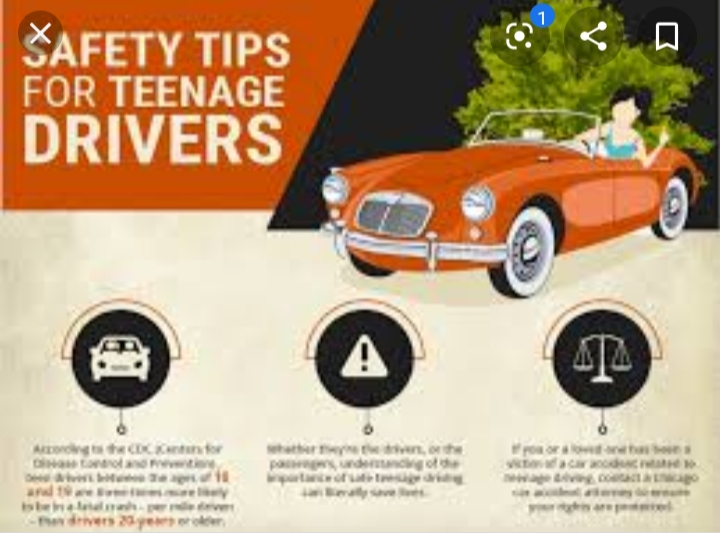 1
SAFETY TIPS
FOR TEENAGE
DRIVERS
According to the CDC (Centers for
Disease Control and Prevention),
teen drivers between the ages of 16
and 19 are three times more likely
to be in a fatal crash - per mile driven
- than drivers 20-years or older.
Whether they're the drivers, or the
passengers, understanding of the
importance of safe teenage driving
can literally save lives.
If you or a loved one has been a
victim of a car accident related to
teenage driving, contact a Chicago
car accident attorney to ensure
your rights are protected.